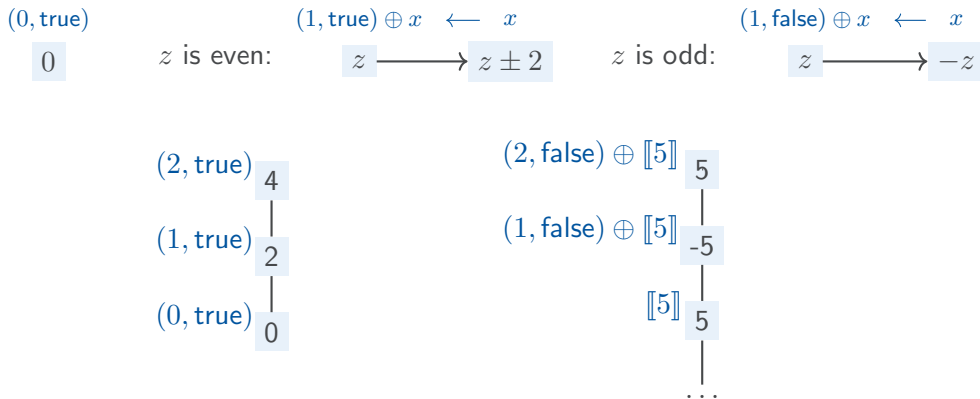 (0, true) (1, true) ⊕ x ⟵ x (1, false) ⊕ x ⟵ x
0 z is even: z z ± 2 z is odd: z −z
(2, true) 4
(1, true) 2
(0, true) 0
(2, false) ⊕ ⟦5⟧ 5
(1, false) ⊕ ⟦5⟧ -5
⟦5⟧ 5
...